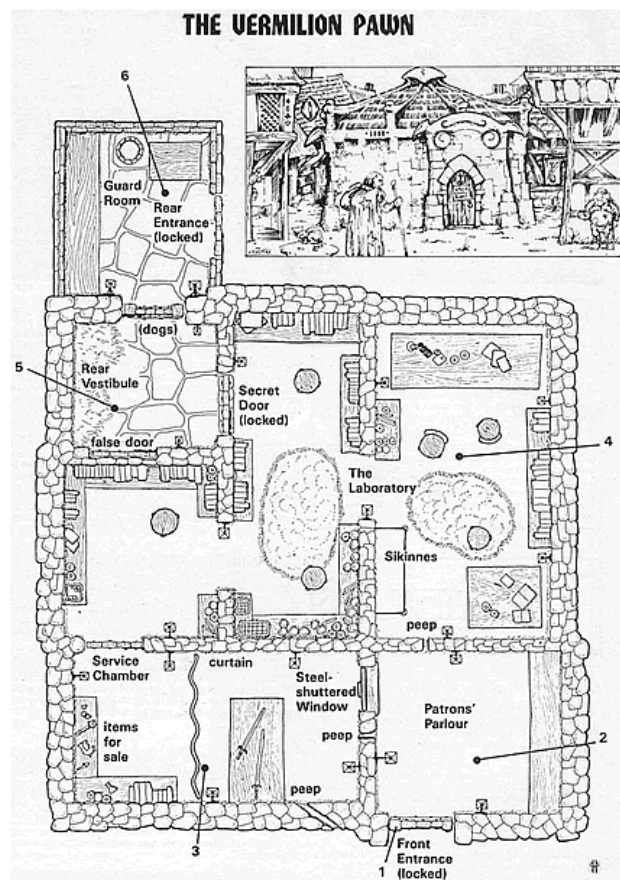 THE VERMILION PAWN
6
Guard
Room
Rear
Entrance
(locked)
(dogs)
5
Rear
Vestibule
false door
Secret
Door
(locked)
4
The
Laboratory
Sikinnes
peep
Service
Chamber
curtain
Steel-
shuttered
Window
items
for
sale
peep
Patrons'
Parlour
2
peep
3
1
Front
Entrance
(locked)